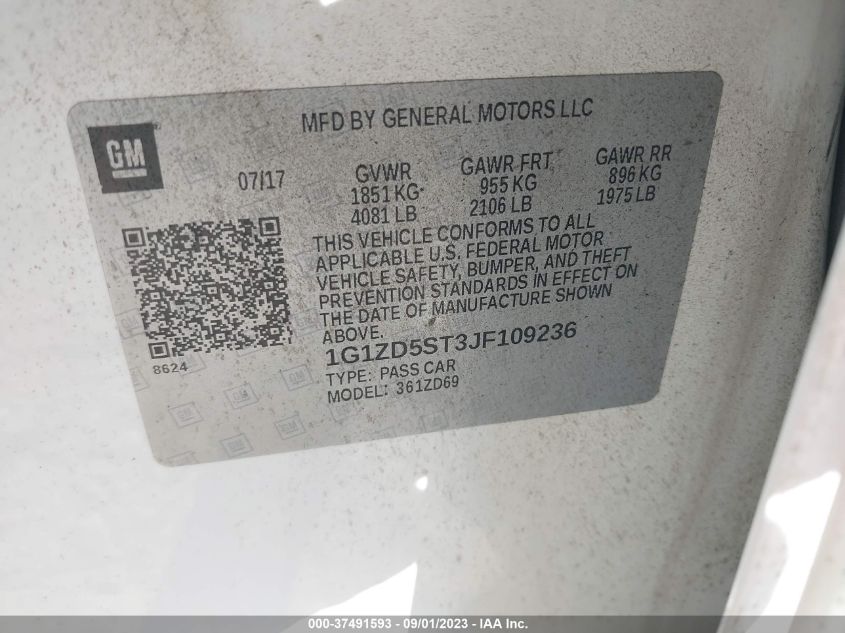 MFD BY GENERAL MOTORS LLC
GM
07/17
GVWR GAWR FRT GAWR RR
1851 KG 955 KG 896 KG
4081 LB 2106 LB 1975 LB
THIS VEHICLE CONFORMS TO ALL
APPLICABLE U.S. FEDERAL MOTOR
VEHICLE SAFETY, BUMPER, AND THEFT
PREVENTION STANDARDS IN EFFECT ON
THE DATE OF MANUFACTURE SHOWN
ABOVE.
1G1ZD5ST3JF109236
8624
TYPE: PASS CAR
MODEL: 361ZD69
000-37491593 - 09/01/2023 - IAA Inc.